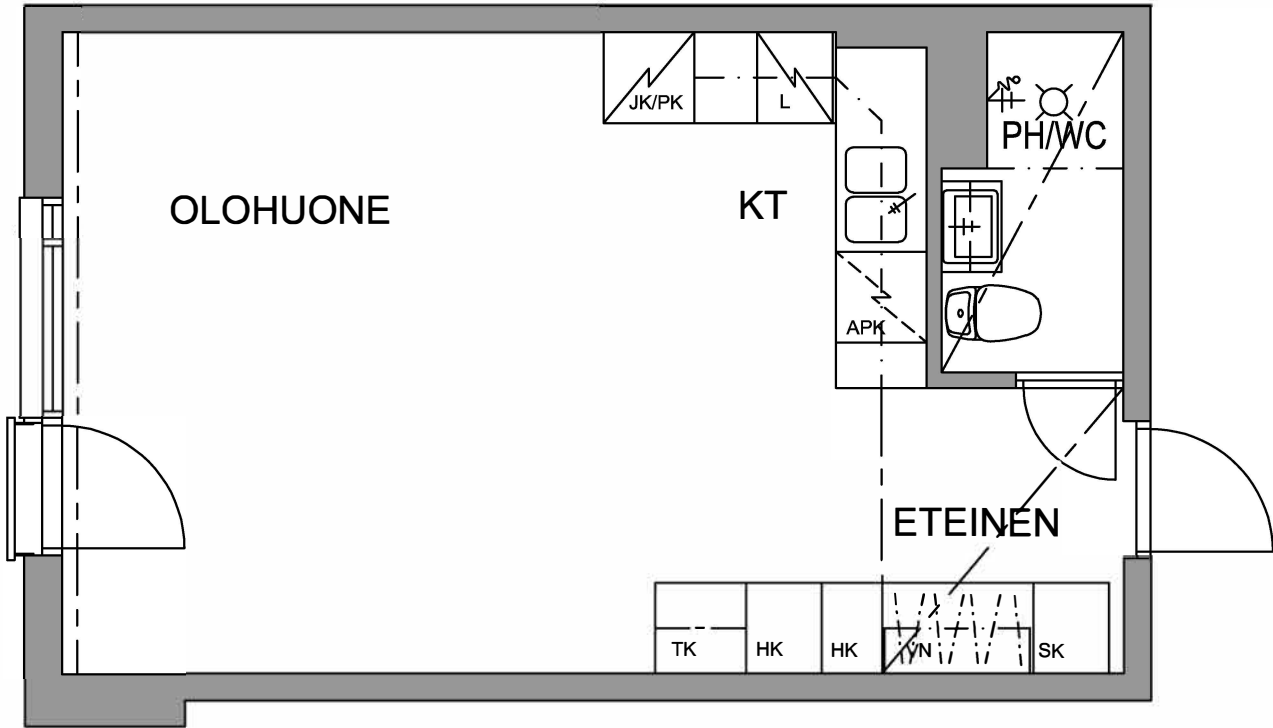 JK/PK
L
PH/WC
OLOHUONE
KT
APK
ETEINEN
TK
HK
HK
VN
SK